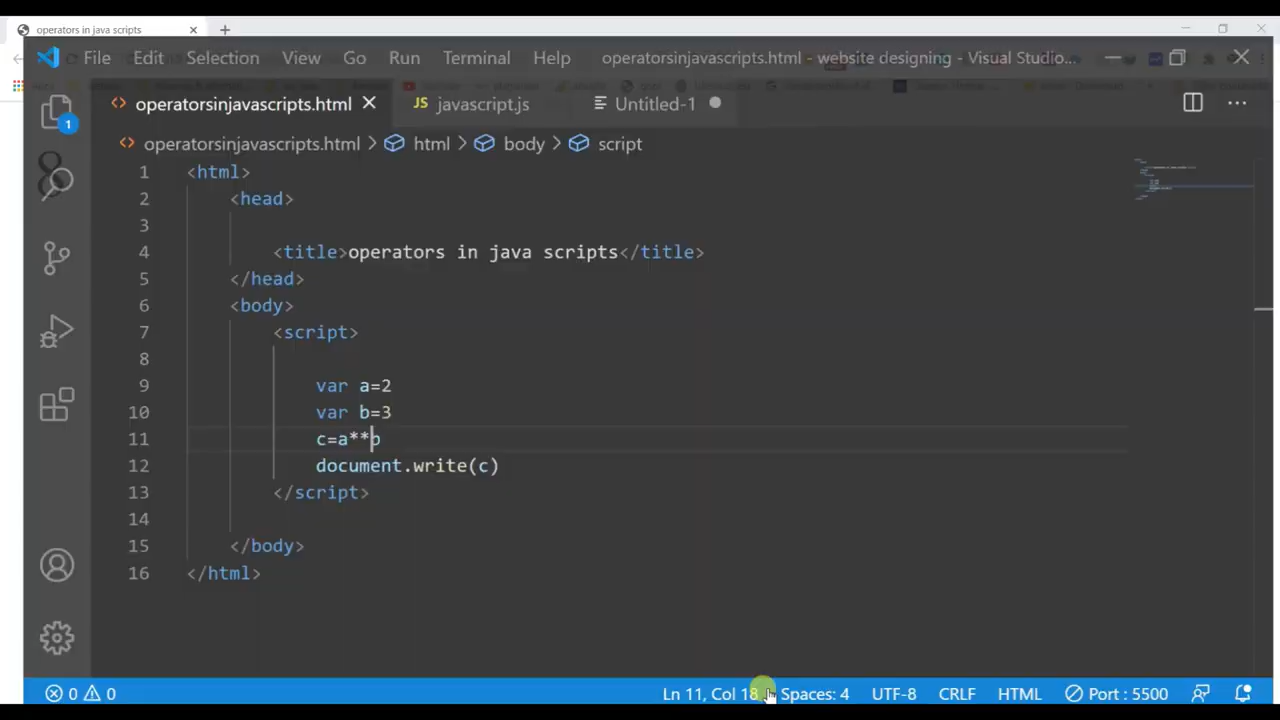 operators in java scripts
File Edit Selection View Go Run Terminal Help operatorsinjavascripts.html - website designing - Visual Studio...
operatorsinjavascripts.html JS javascript.js Untitled-1
operatorsinjavascripts.html > html > body > script
1 <html>
2 <head>
3
4 <title>operators in java scripts</title>
5 </head>
6 <body>
7 <script>
8
9 var a=2
10 var b=3
11 c=a**b
12 document.write(c)
13 </script>
14
15 </body>
16 </html>
1
8
0 0 Ln 11, Col 18 Spaces: 4 UTF-8 CRLF HTML Port : 5500